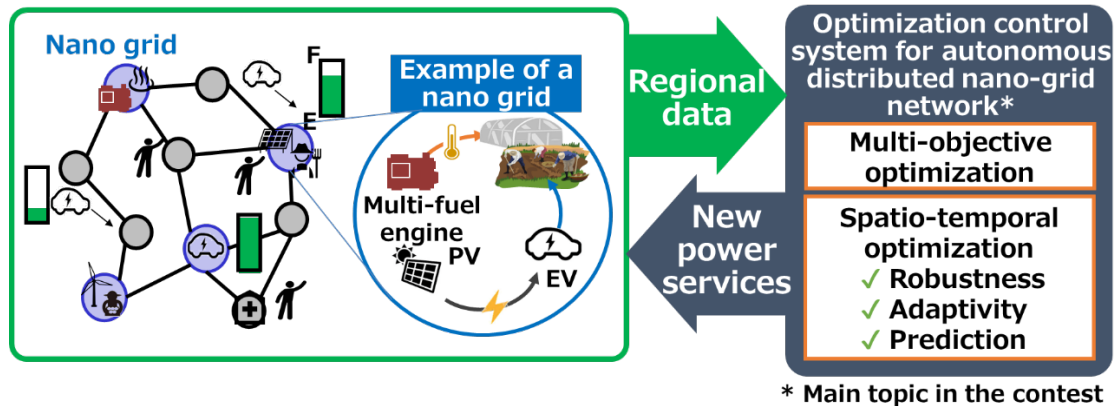 Nano grid
F
E
Example of a
nano grid
Multi-fuel
engine
PV
EV
Regional
data
New
power
services
Optimization control
system for autonomous
distributed nano-grid
network*
Multi-objective
optimization
Spatio-temporal
optimization
✓ Robustness
✓ Adaptivity
✓ Prediction
* Main topic in the contest